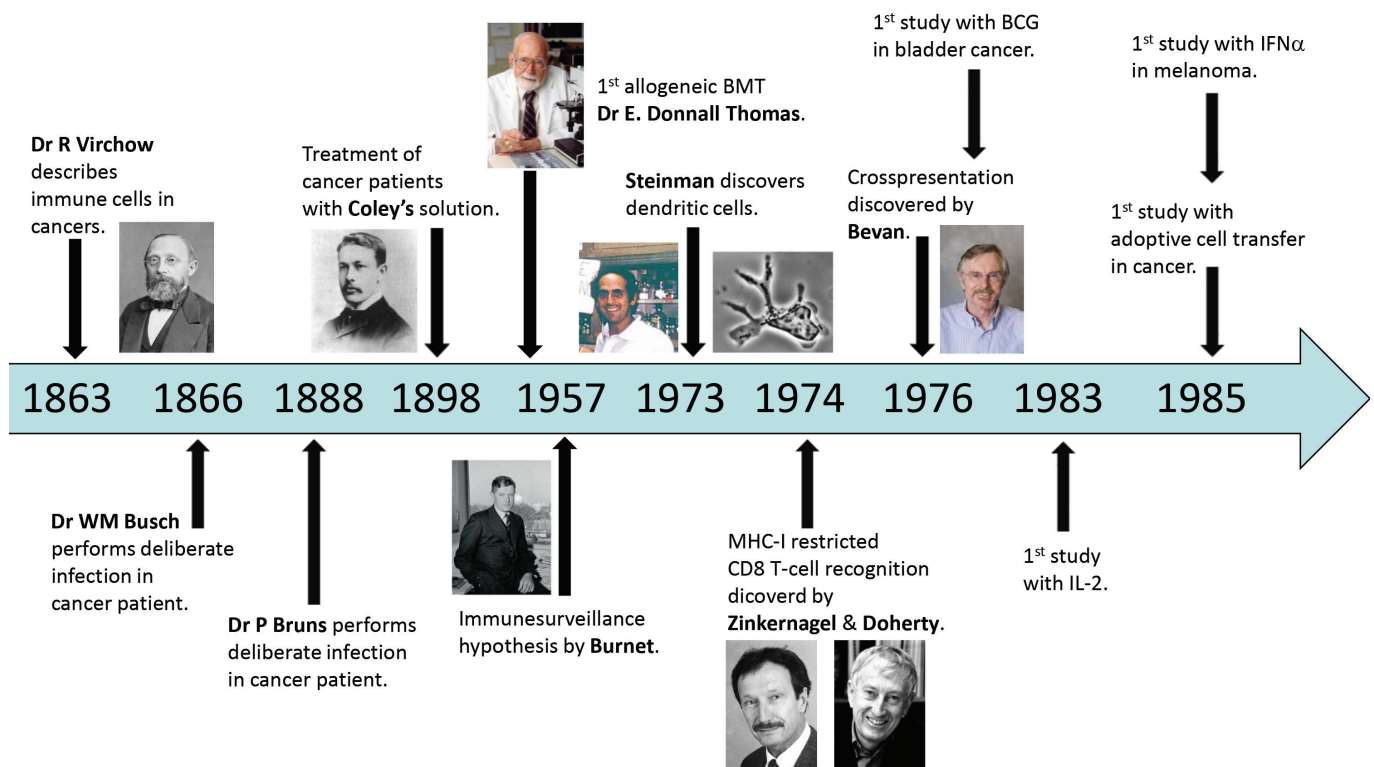 1st study with BCG
in bladder cancer.
1st study with IFNα
in melanoma.
1st allogeneic BMT
Dr E. Donnall Thomas.
Dr R Virchow
describes
immune cells in
cancers.
Treatment of
cancer patients
with Coley's solution.
Steinman discovers
dendritic cells.
Crosspresentation
discovered by
Bevan.
1st study with
adoptive cell transfer
in cancer.
1863 1866 1888 1898 1957 1973 1974 1976 1983 1985
Dr WM Busch
performs deliberate
infection in
cancer patient.
Dr P Bruns performs
deliberate infection
in cancer patient.
Immunesurveillance
hypothesis by Burnet.
MHC-I restricted
CD8 T-cell recognition
dicoverd by
Zinkernagel & Doherty.
1st study
with IL-2.